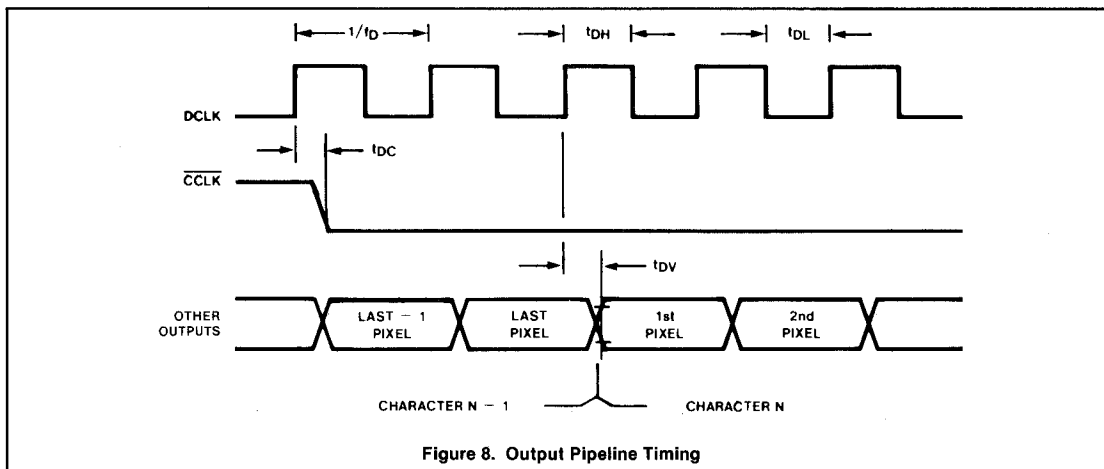 1/fD
tDH
tDL
DCLK
tDC
CCLK
tDV
OTHER
OUTPUTS
LAST – 1
PIXEL
LAST
PIXEL
1st
PIXEL
2nd
PIXEL
CHARACTER N – 1
CHARACTER N
Figure 8. Output Pipeline Timing